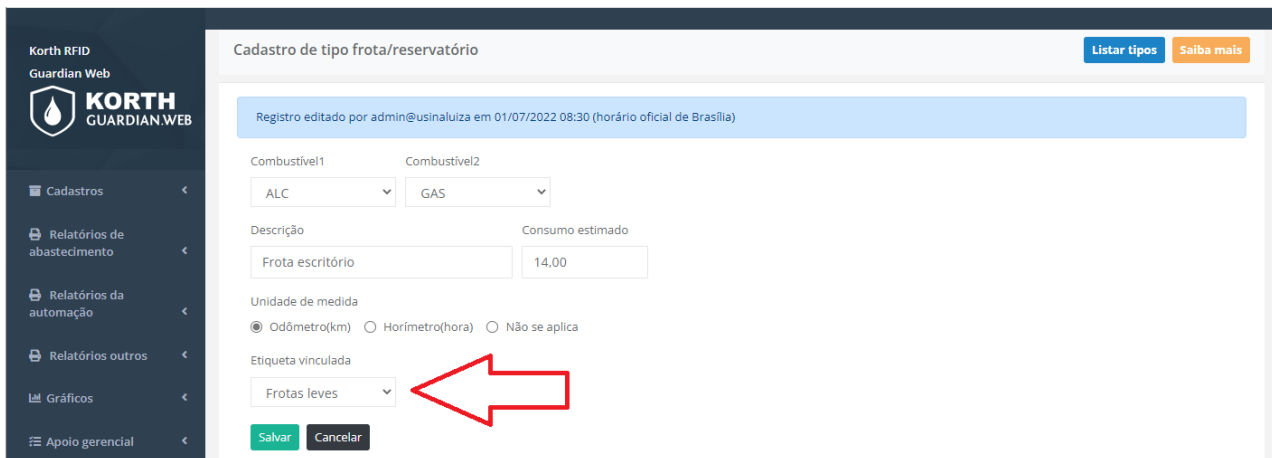 Korth RFID
Guardian Web
KORTH
GUARDIAN.WEB
Cadastros
Relatórios de
abastecimento
Relatórios da
automação
Relatórios outros
Gráficos
Apoio gerencial
Cadastro de tipo frota/reservatório
Listar tipos
Saiba mais
Registro editado por admin@usinaluiza em 01/07/2022 08:30 (horário oficial de Brasília)
Combustível1 Combustível2
ALC GAS
Descrição Consumo estimado
Frota escritório 14,00
Unidade de medida
Odômetro(km) Horímetro(hora) Não se aplica
Etiqueta vinculada
Frotas leves
Salvar Cancelar